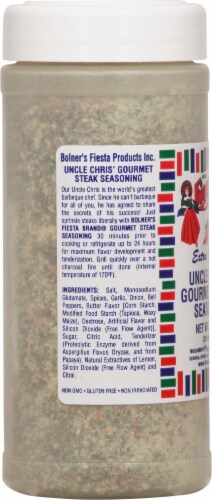 Bolner's Fiesta Products Inc.
UNCLE CHRIS' GOURMET
STEAK SEASONING
Our Uncle Chris is the world's greatest
barbeque chef. Since he can't barbeque
for all of you, he has agreed to share
the secrets of his success! Just
sprinkle steaks liberally with BOLNER'S
FIESTA BRAND® GOURMET STEAK
SEASONING 30 minutes prior to
cooking or refrigerate up to 24 hours
for maximum flavor development and
tenderization. Grill quickly over a hot
charcoal fire until done (internal
temperature of 170ºF)
INGREDIENTS: Salt, Monosodium
Glutamate, Spices, Garlic, Onion, Bell
Peppers, Butter Flavor [Corn Starch,
Modified Food Starch (Tapioca, Waxy
Maize), Dextrose, Artificial Flavor and
Silicon Dioxide (Free Flow Agent)],
Sugar, Citric Acid, Tenderizer
(Proteolytic Enzyme derived from
Aspergillus Flavus Oryzae, and from
Papaya). Natural Extractives of Lemon,
Silicon Dioxide (Free Flow Agent) and
Citral.
NON GMO • GLUTEN FREE • NON IRRADIATED
Extra
UNCLE
GOURM
SEA
NET W